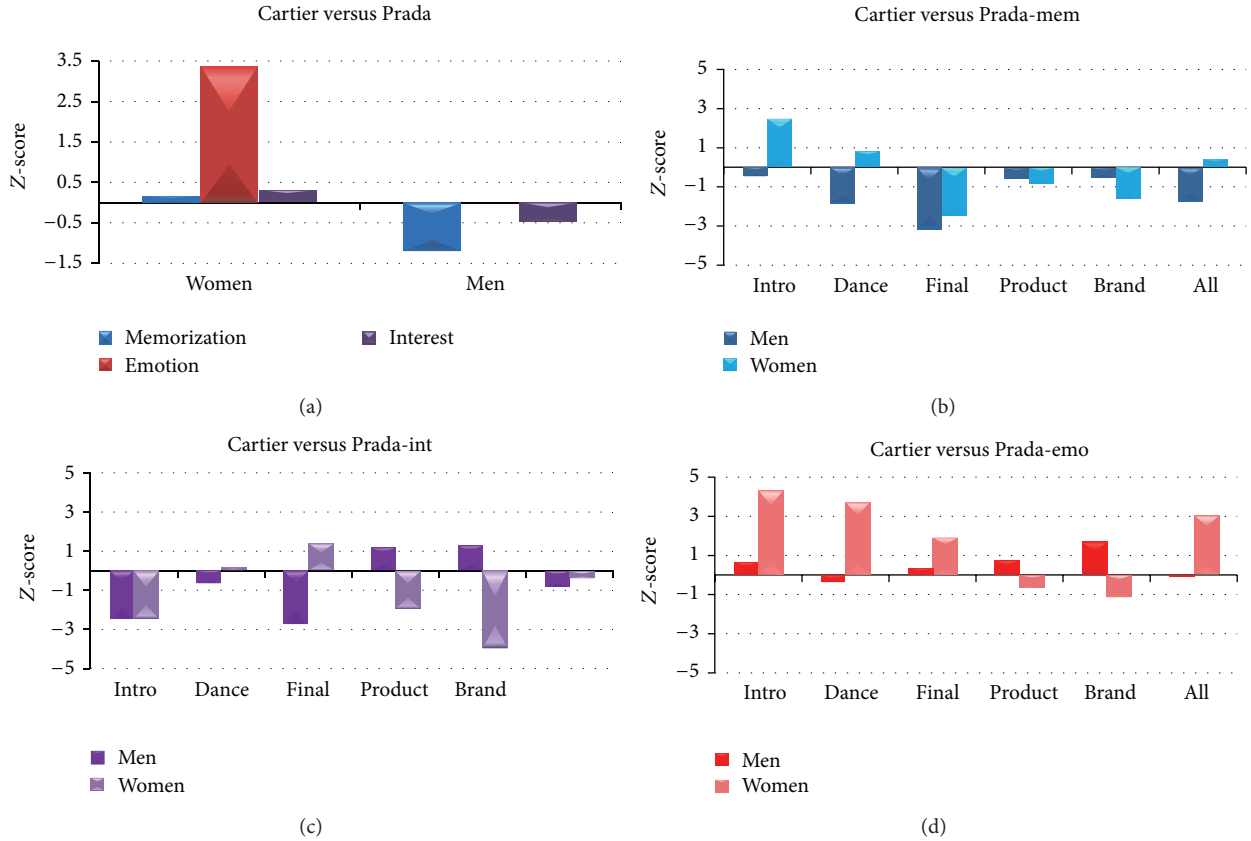 Cartier versus Prada
3.5
2.5
1.5
0.5
−0.5
−1.5
Z-score
Women
Men
Memorization
Interest
Emotion
(a)
Cartier versus Prada-mem
5
3
1
−1
−3
−5
Z-score
Intro
Dance
Final
Product
Brand
All
Men
Women
(b)
Cartier versus Prada-int
5
3
1
−1
−3
−5
Z-score
Intro
Dance
Final
Product
Brand
Men
Women
(c)
Cartier versus Prada-emo
5
3
1
−1
−3
−5
Z-score
Intro
Dance
Final
Product
Brand
All
Men
Women
(d)